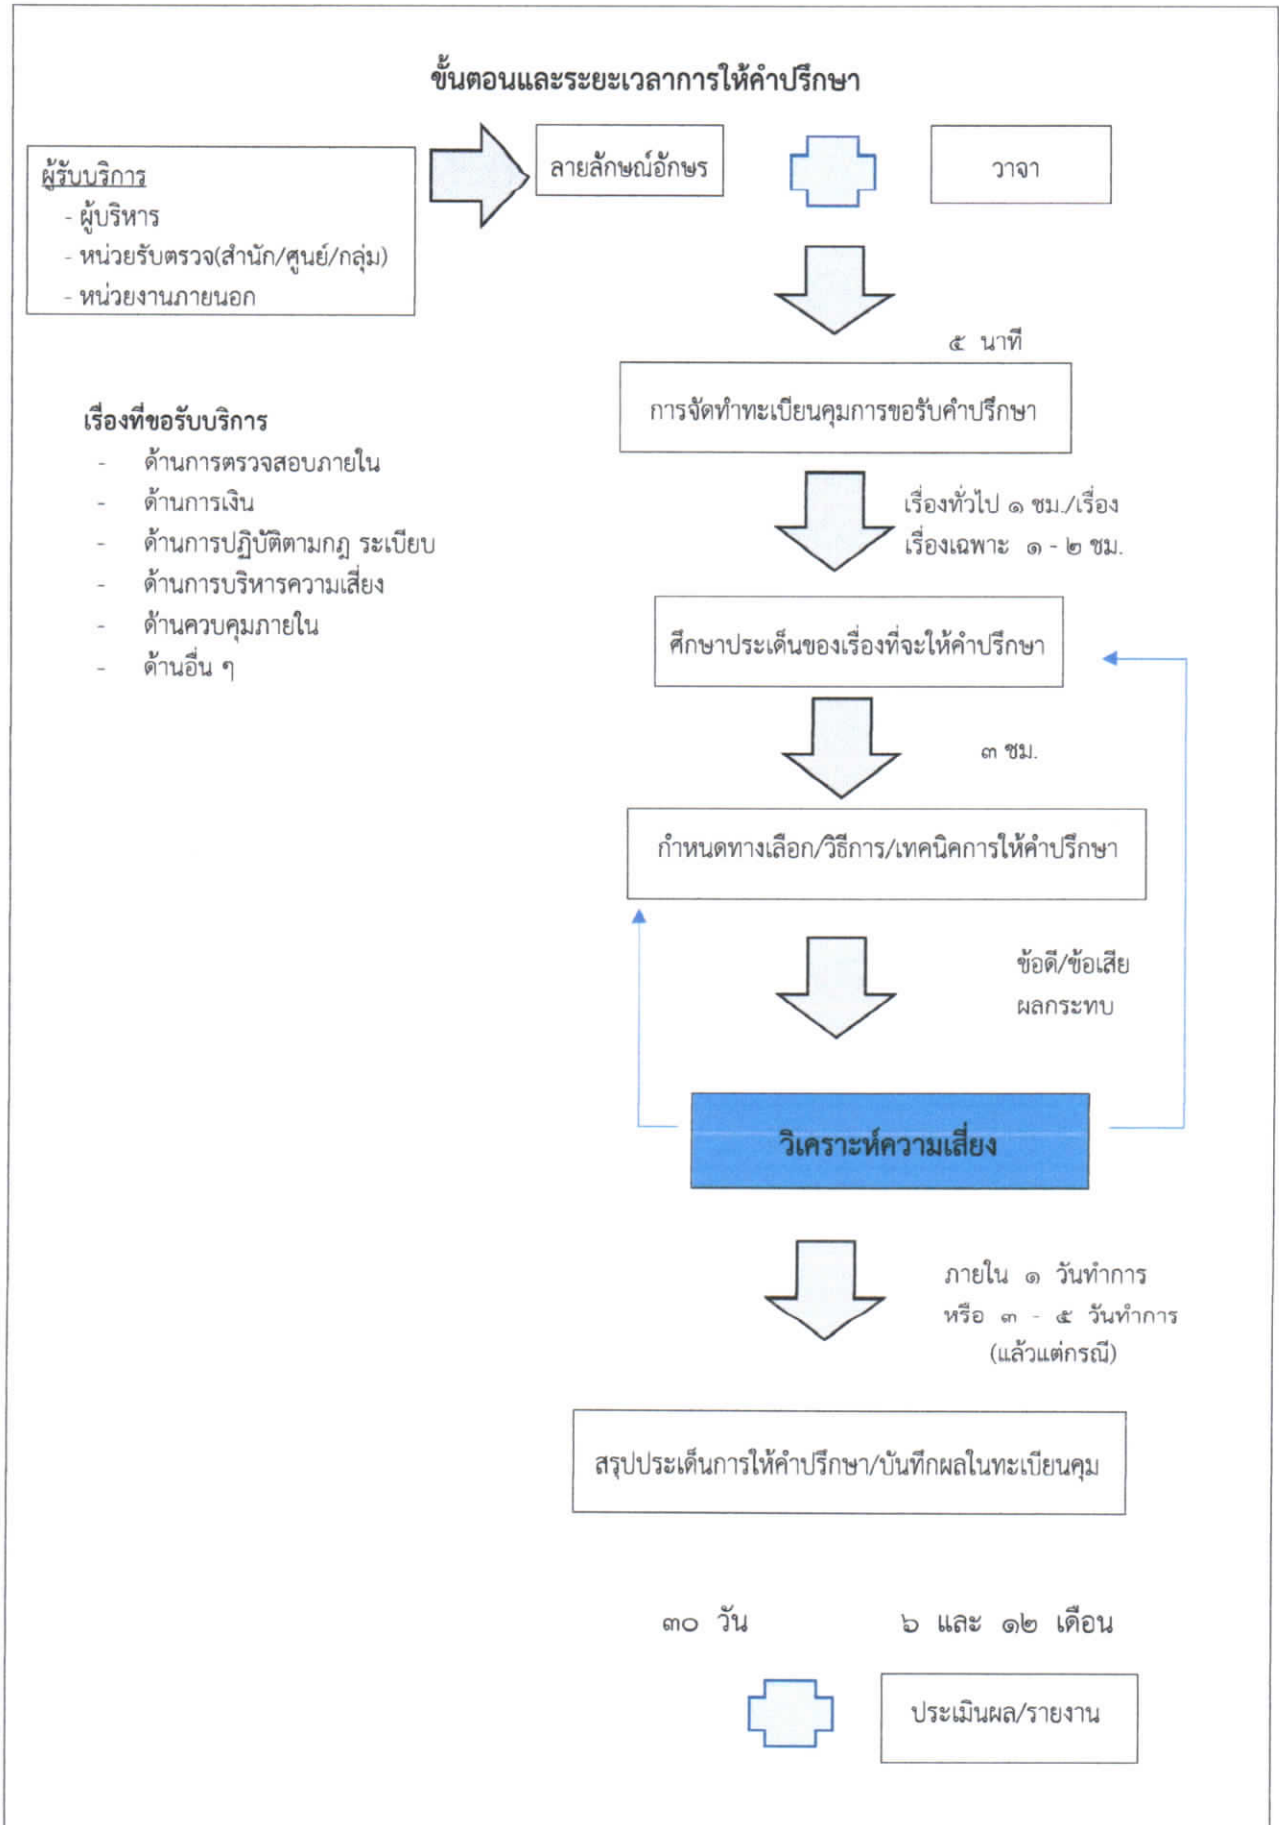 ขั้นตอนและระยะเวลาการให้คำปรึกษา
ผู้รับบริการ
- ผู้บริหาร
- หน่วยรับตรวจ(สำนัก/ศูนย์/กลุ่ม)
- หน่วยงานภายนอก
ลายลักษณ์อักษร
วาจา
๕ นาที
การจัดทำทะเบียนคุมการขอรับคำปรึกษา
เรื่องที่ขอรับบริการ
- ด้านการตรวจสอบภายใน
- ด้านการเงิน
- ด้านการปฏิบัติตามกฎ ระเบียบ
- ด้านการบริหารความเสี่ยง
- ด้านควบคุมภายใน
- ด้านอื่น ๆ
เรื่องทั่วไป ๑ ชม./เรื่อง
เรื่องเฉพาะ ๑ - ๒ ชม.
ศึกษาประเด็นของเรื่องที่จะให้คำปรึกษา
๓ ชม.
กำหนดทางเลือก/วิธีการ/เทคนิคการให้คำปรึกษา
ข้อดี/ข้อเสีย
ผลกระทบ
วิเคราะห์ความเสี่ยง
ภายใน ๑ วันทำการ
หรือ ๓ - ๕ วันทำการ
(แล้วแต่กรณี)
สรุปประเด็นการให้คำปรึกษา/บันทึกผลในทะเบียนคุม
๓๐ วัน
๖ และ ๑๒ เดือน
ประเมินผล/รายงาน